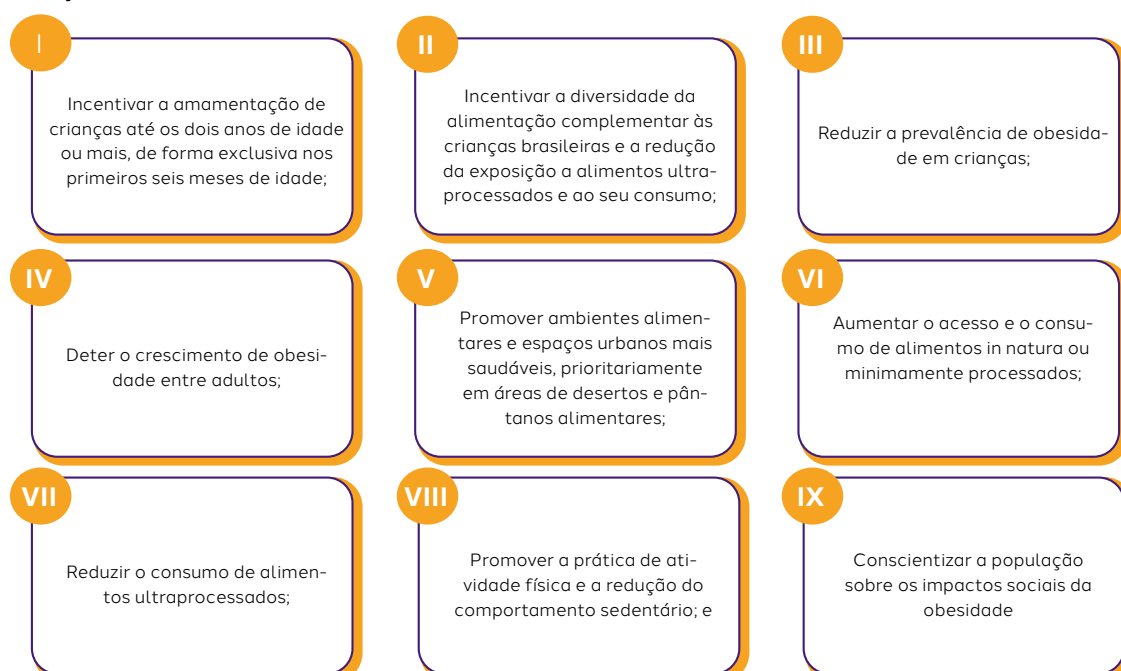 I
Incentivar a amamentação de
crianças até os dois anos de idade
ou mais, de forma exclusiva nos
primeiros seis meses de idade;
II
Incentivar a diversidade da
alimentação complementar às
crianças brasileiras e a redução
da exposição a alimentos ultra-
processados e ao seu consumo;
III
Reduzir a prevalência de obesida-
de em crianças;
IV
Deter o crescimento de obesi-
dade entre adultos;
V
Promover ambientes alimen-
tares e espaços urbanos mais
saudáveis, prioritariamente
em áreas de desertos e pân-
tanos alimentares;
VI
Aumentar o acesso e o consu-
mo de alimentos in natura ou
minimamente processados;
VII
Reduzir o consumo de alimen-
tos ultraprocessados;
VIII
Promover a prática de ati-
vidade física e a redução do
comportamento sedentário; e
IX
Conscientizar a população
sobre os impactos sociais da
obesidade